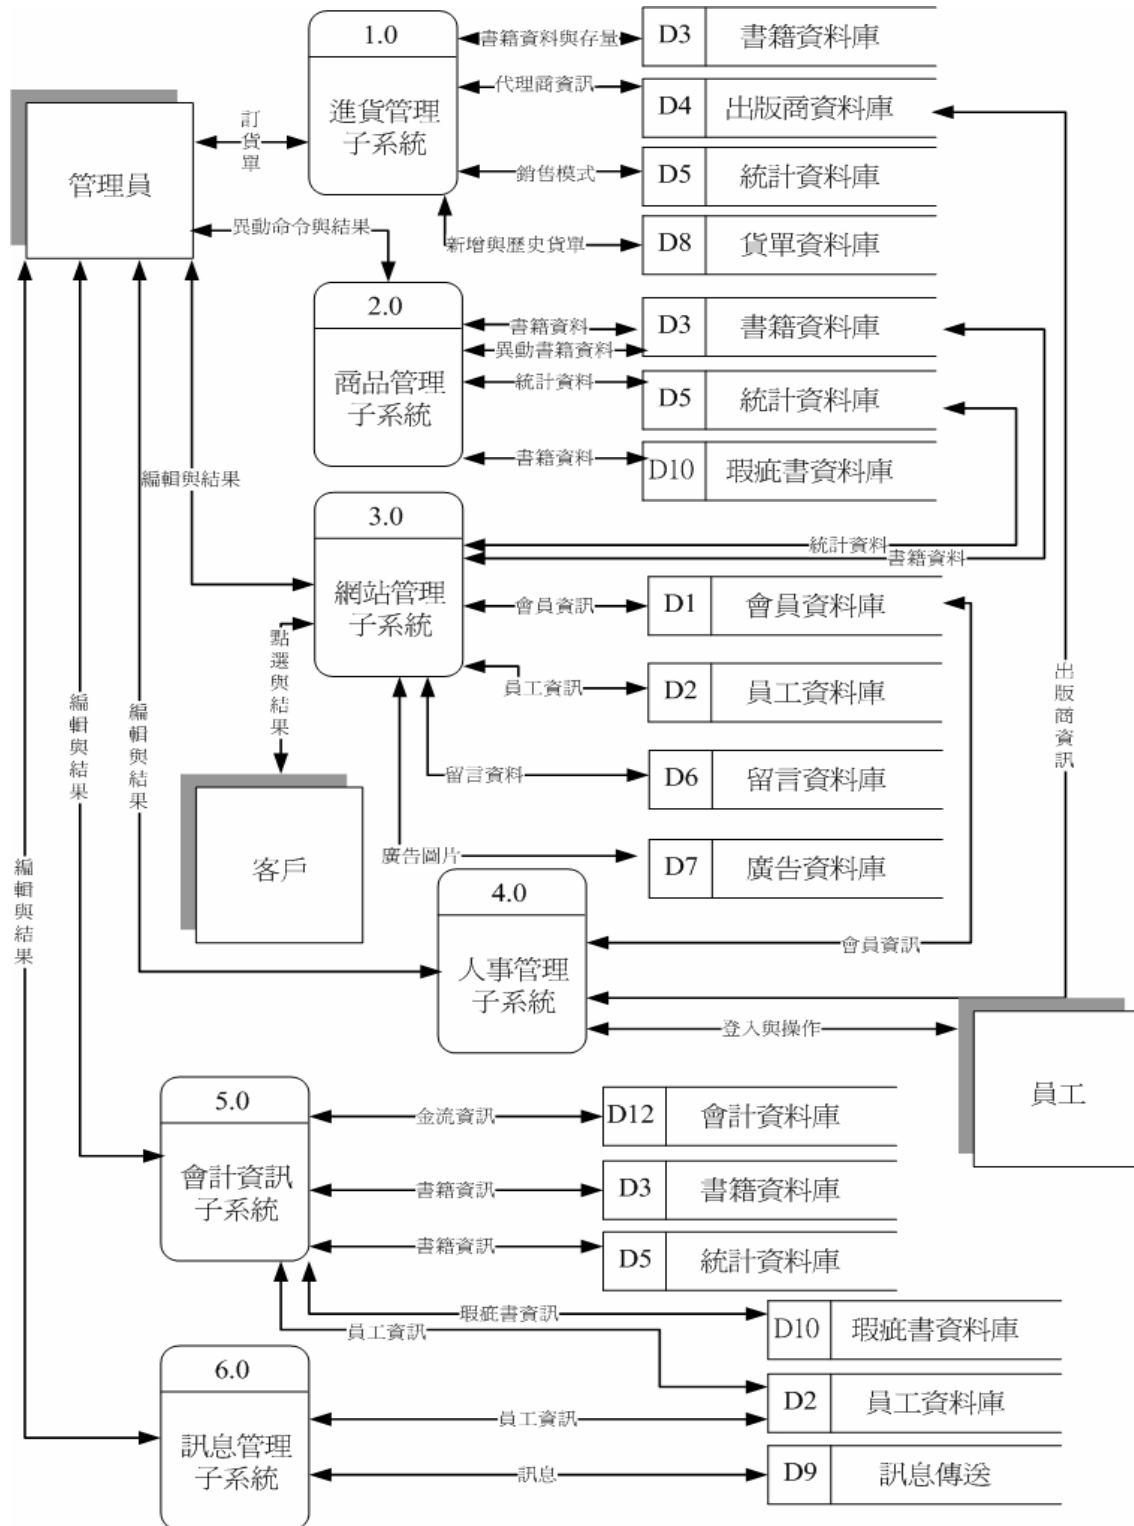 1.0
進貨管理
子系統
書籍資料與存量
D3 書籍資料庫
代理商資訊
D4 出版商資料庫
訂貨單
管理員
銷售模式
D5 統計資料庫
異動命令與結果
新增與歷史貨單
D8 貨單資料庫
2.0
商品管理
子系統
書籍資料
D3 書籍資料庫
異動書籍資料
統計資料
D5 統計資料庫
書籍資料
D10 瑕疵書資料庫
編輯與結果
3.0
網站管理
子系統
統計資料
書籍資料
會員資訊
D1 會員資料庫
點選與結果
員工資訊
D2 員工資料庫
出版商資訊
編輯與結果
編輯與結果
留言資料
D6 留言資料庫
客戶
廣告圖片
D7 廣告資料庫
編輯與結果
4.0
人事管理
子系統
會員資訊
登入與操作
員工
5.0
會計資訊
子系統
金流資訊
D12 會計資料庫
書籍資訊
D3 書籍資料庫
書籍資訊
D5 統計資料庫
瑕疵書資訊
D10 瑕疵書資料庫
員工資訊
6.0
訊息管理
子系統
D2 員工資料庫
員工資訊
訊息
D9 訊息傳送